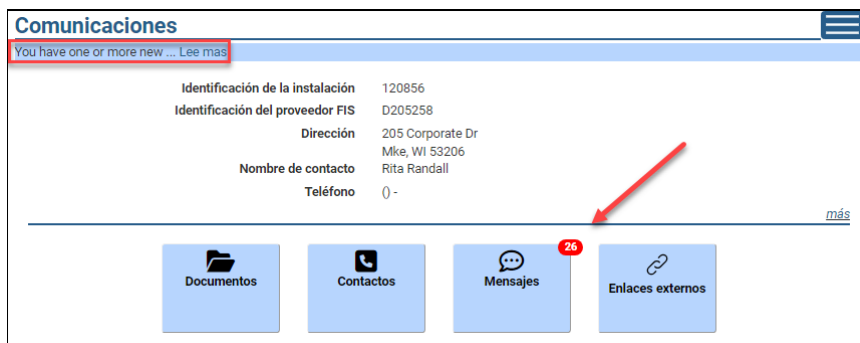 Comunicaciones
You have one or more new ... Lee mas
Identificación de la instalación 120856
Identificación del proveedor FIS D205258
Dirección 205 Corporate Dr
Mke, WI 53206
Nombre de contacto Rita Randall
Teléfono () -
más
26
Documentos Contactos Mensajes Enlaces externos